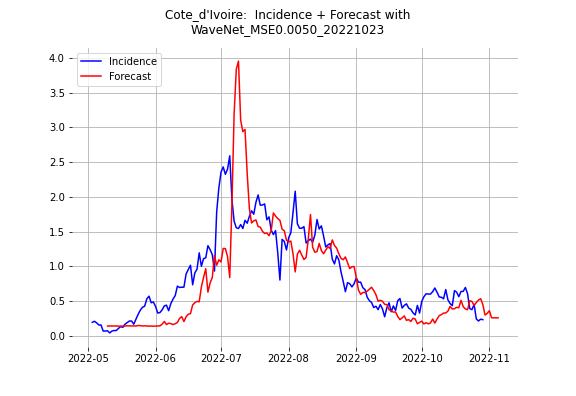 Cote_d'Ivoire:  Incidence + Forecast with
WaveNet_MSE0.0050_20221023
Incidence
Forecast
4.0
3.5
3.0
2.5
2.0
1.5
1.0
0.5
0.0
2022-05 2022-06 2022-07 2022-08 2022-09 2022-10 2022-11